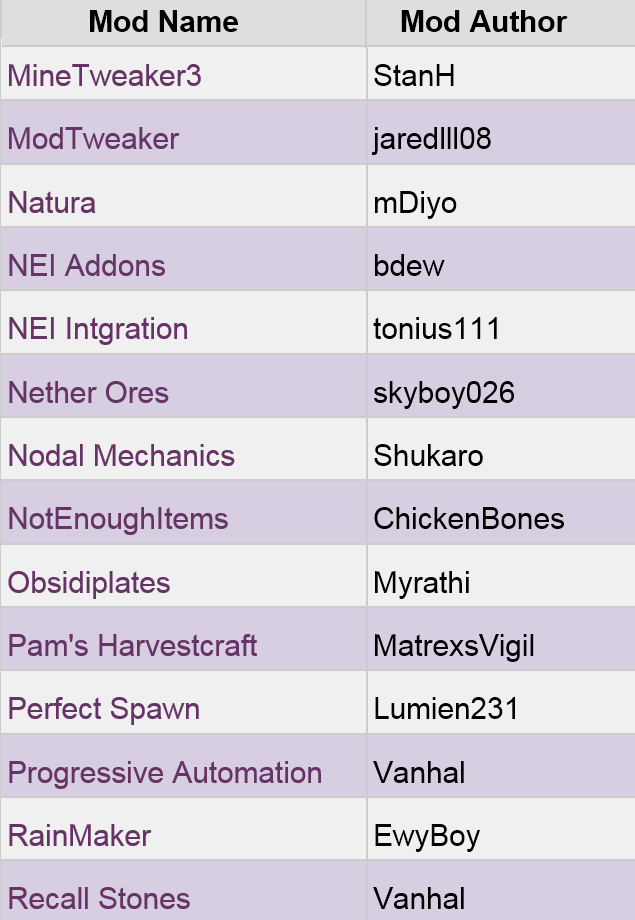 Mod Name Mod Author
MineTweaker3 StanH
ModTweaker jaredlll08
Natura mDiyo
NEI Addons bdew
NEI Intgration tonius111
Nether Ores skyboy026
Nodal Mechanics Shukaro
NotEnoughItems ChickenBones
Obsidiplates Myrathi
Pam's Harvestcraft MatrexsVigil
Perfect Spawn Lumien231
Progressive Automation Vanhal
RainMaker EwyBoy
Recall Stones Vanhal